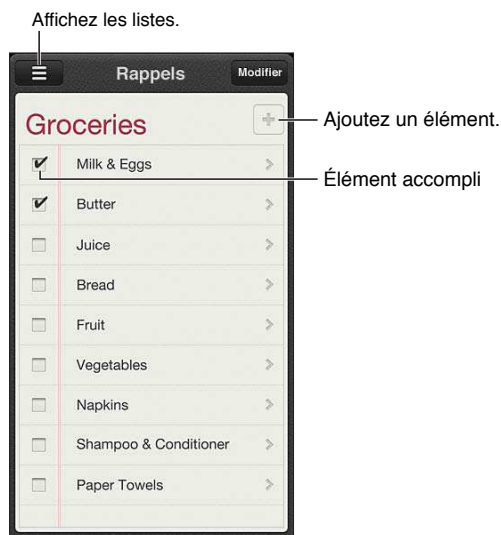 Affichez les listes.
Rappels
Modifier
Groceries
Ajoutez un élément.
Milk & Eggs
Élément accompli
Butter
Juice
Bread
Fruit
Vegetables
Napkins
Shampoo & Conditioner
Paper Towels